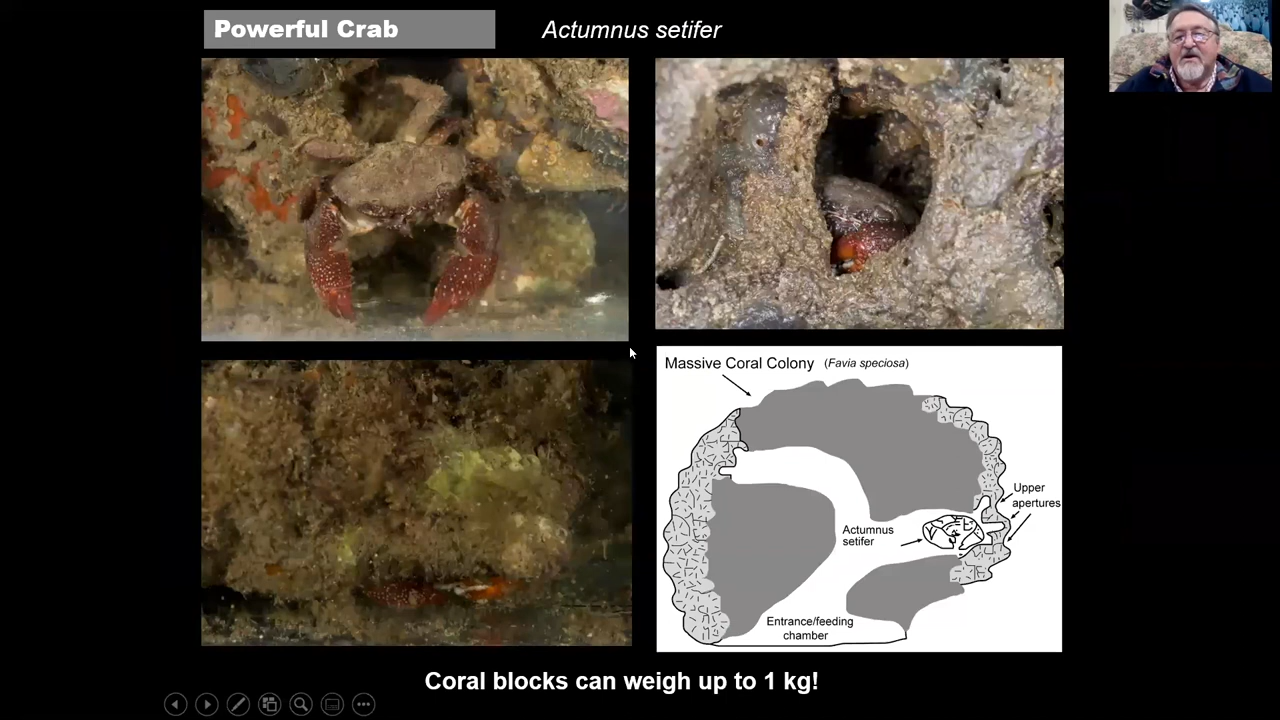 Powerful Crab
Actumnus setifer
Massive Coral Colony (Favia speciosa)
Upper
apertures
Actumnus
setifer
Entrance/feeding
chamber
Coral blocks can weigh up to 1 kg!